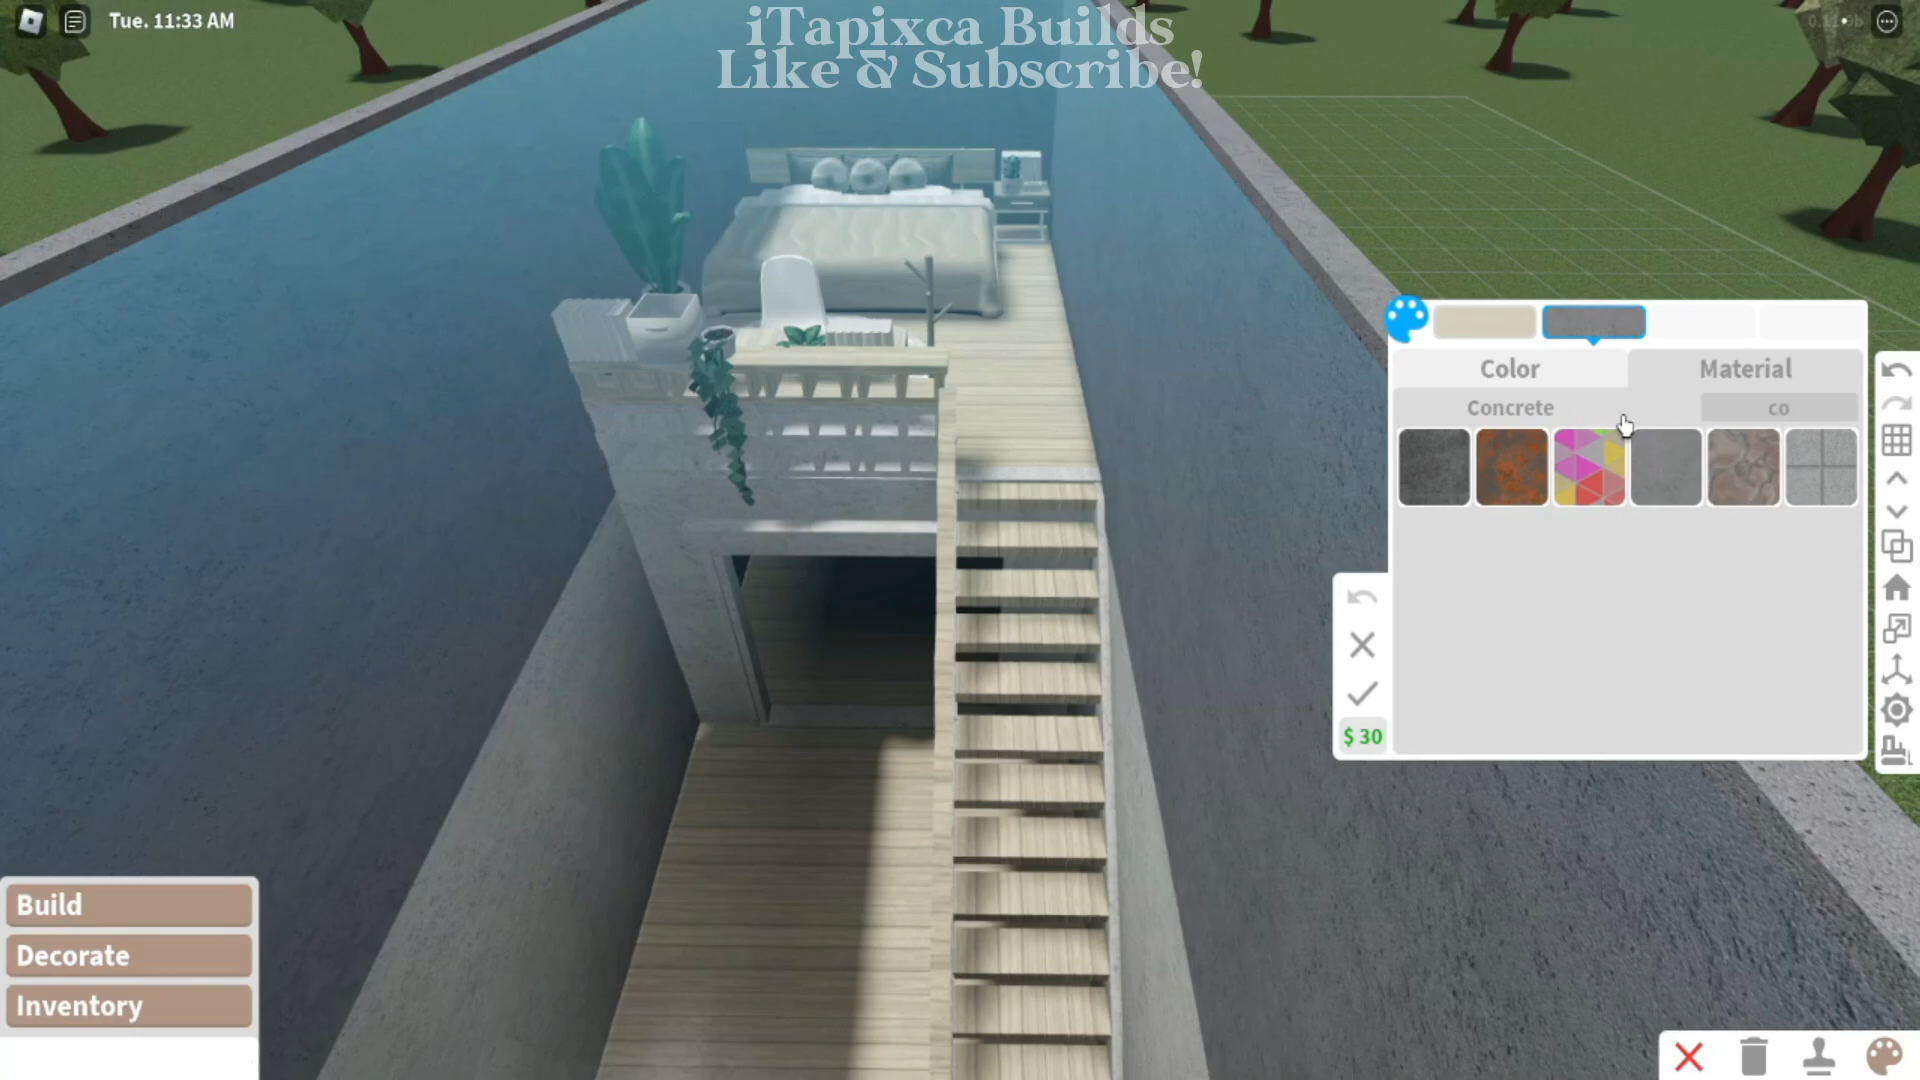 Tue. 11:33 AM
iTapixca Builds
Like & Subscribe!
Color
Material
Concrete
co
$ 30
Build
Decorate
Inventory